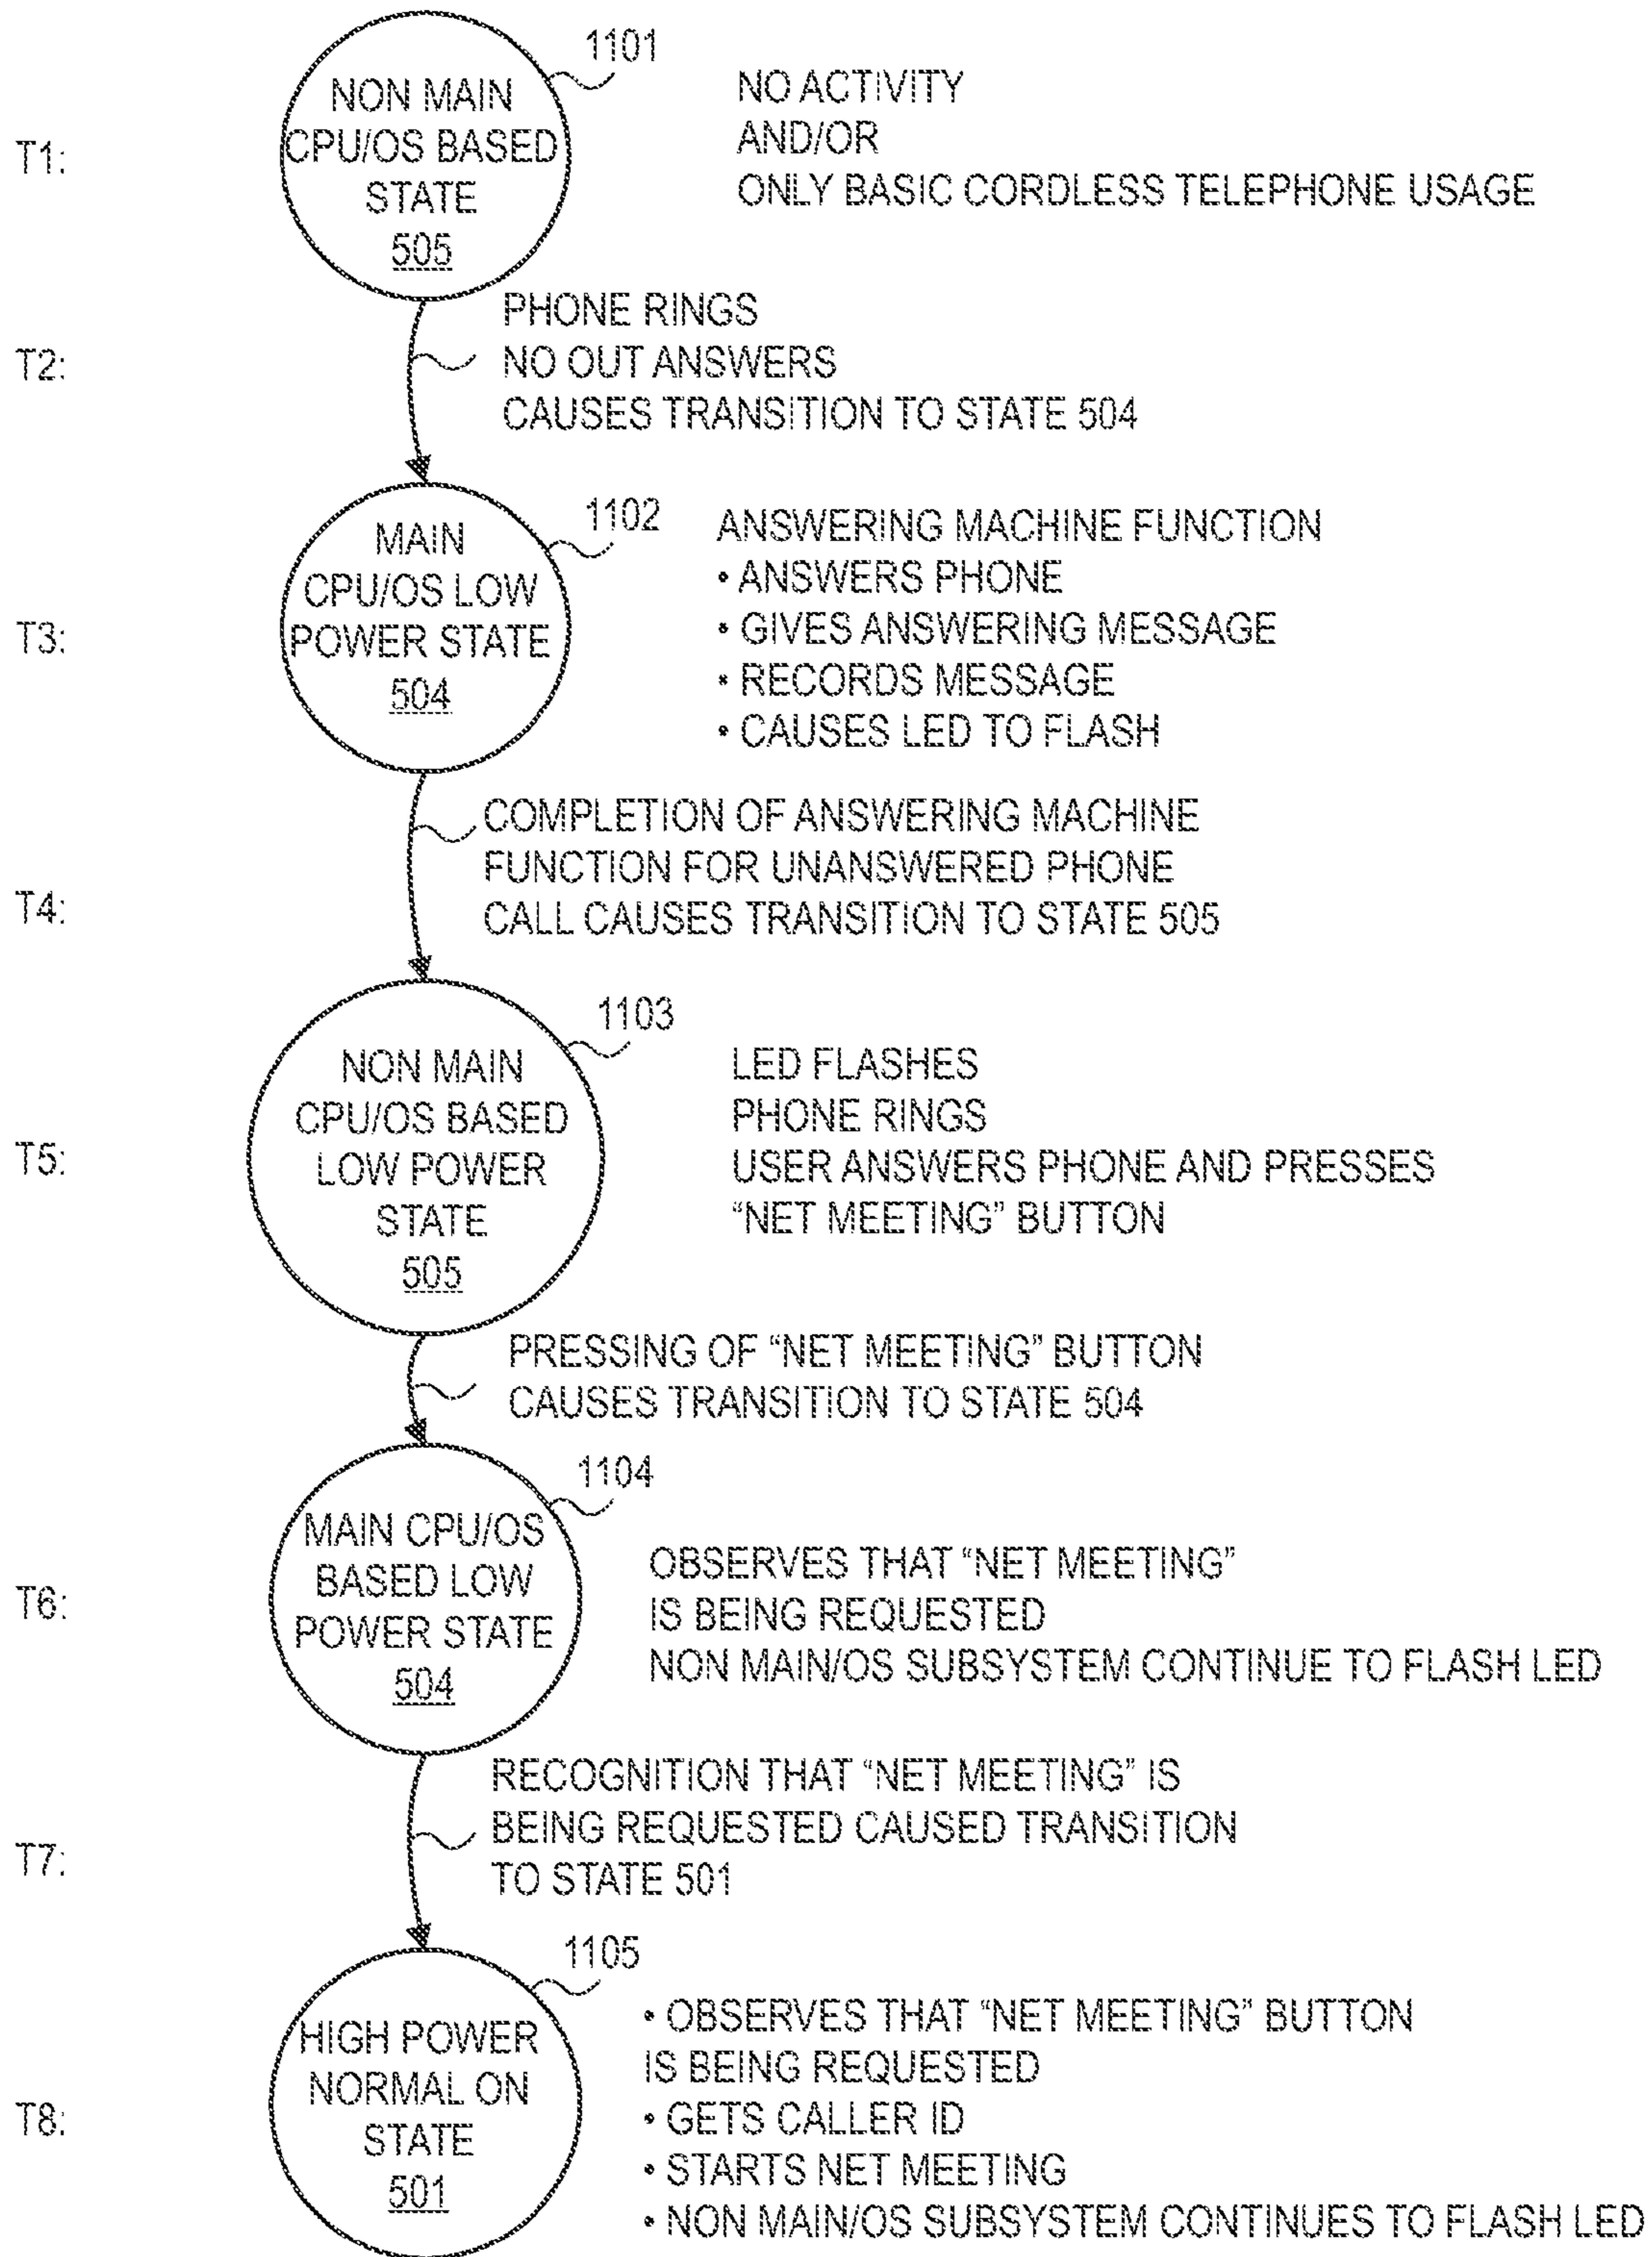 1101
T1:
NON MAIN
CPU/OS BASED
STATE
505
NO ACTIVITY
AND/OR
ONLY BASIC CORDLESS TELEPHONE USAGE
T2:
PHONE RINGS
NO OUT ANSWERS
CAUSES TRANSITION TO STATE 504
1102
T3:
MAIN
CPU/OS LOW
POWER STATE
504
ANSWERING MACHINE FUNCTION
• ANSWERS PHONE
• GIVES ANSWERING MESSAGE
• RECORDS MESSAGE
• CAUSES LED TO FLASH
T4:
COMPLETION OF ANSWERING MACHINE
FUNCTION FOR UNANSWERED PHONE
CALL CAUSES TRANSITION TO STATE 505
1103
T5:
NON MAIN
CPU/OS BASED
LOW POWER
STATE
505
LED FLASHES
PHONE RINGS
USER ANSWERS PHONE AND PRESSES
“NET MEETING” BUTTON
PRESSING OF “NET MEETING” BUTTON
CAUSES TRANSITION TO STATE 504
1104
T6:
MAIN CPU/OS
BASED LOW
POWER STATE
504
OBSERVES THAT “NET MEETING”
IS BEING REQUESTED
NON MAIN/OS SUBSYSTEM CONTINUE TO FLASH LED
T7:
RECOGNITION THAT “NET MEETING” IS
BEING REQUESTED CAUSED TRANSITION
TO STATE 501
1105
T8:
HIGH POWER
NORMAL ON
STATE
501
• OBSERVES THAT “NET MEETING” BUTTON
IS BEING REQUESTED
• GETS CALLER ID
• STARTS NET MEETING
• NON MAIN/OS SUBSYSTEM CONTINUES TO FLASH LED